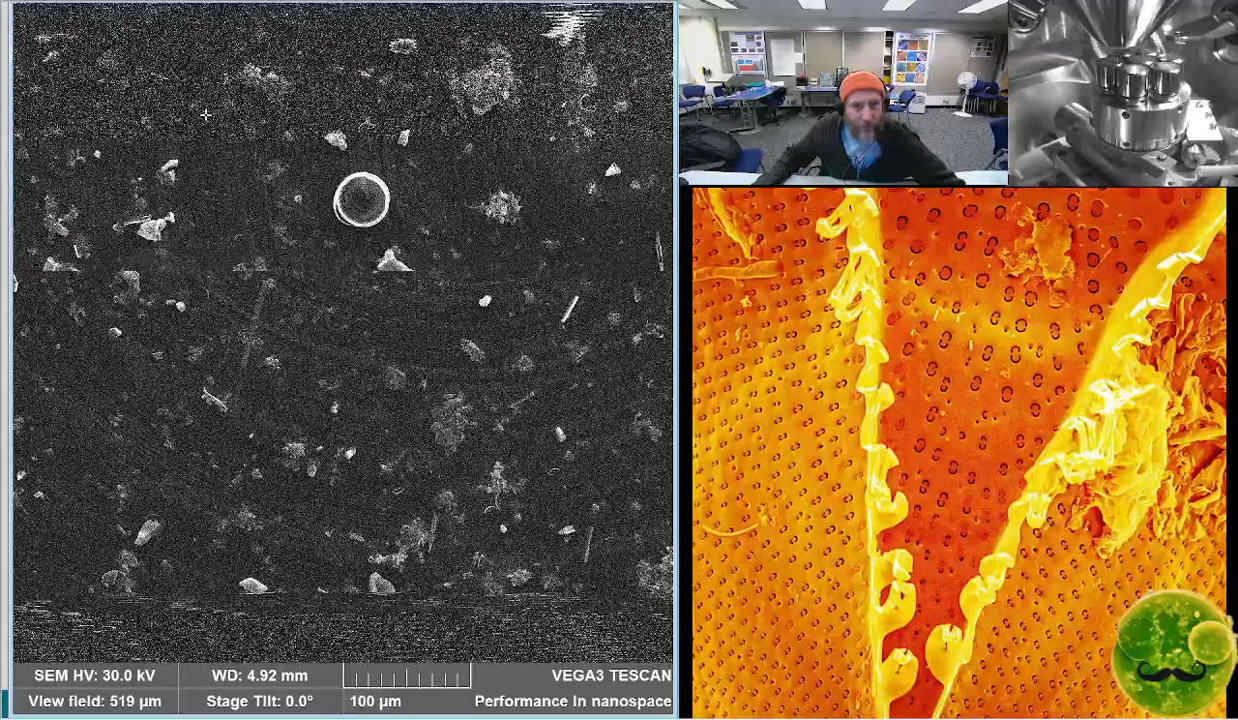 SEM HV: 30.0 kV
WD: 4.92 mm
VEGA3 TESCAN
View field: 519 µm
Stage Tilt: 0.0°
100 µm
Performance In nanospace